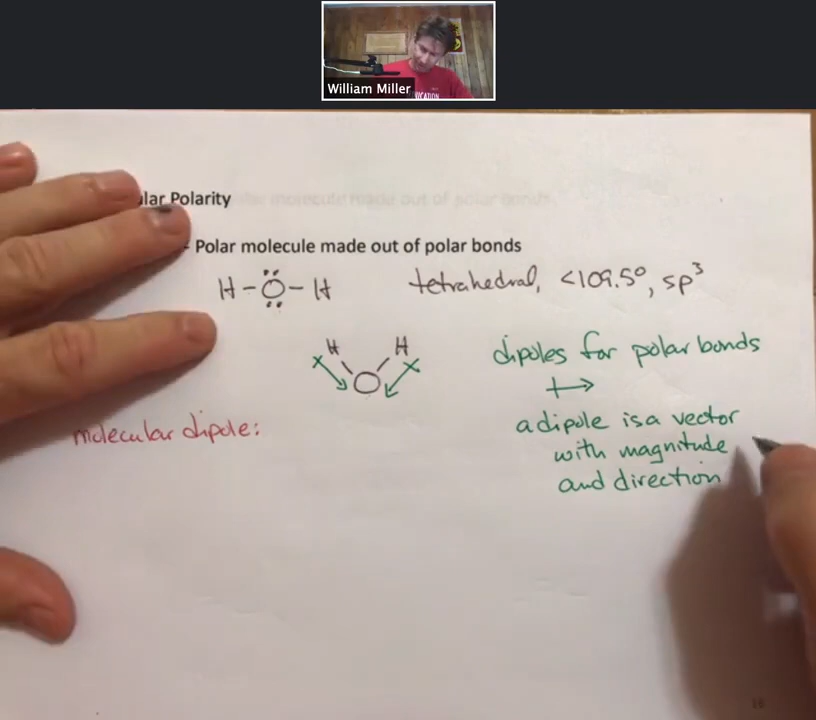 William Miller
lar Polarity
Polar molecule made out of polar bonds
H-Ö-H tetrahedral, <109.5°, sp³
H H
O
dipoles for polar bonds
a dipole is a vector
with magnitude
and direction
molecular dipole:
16